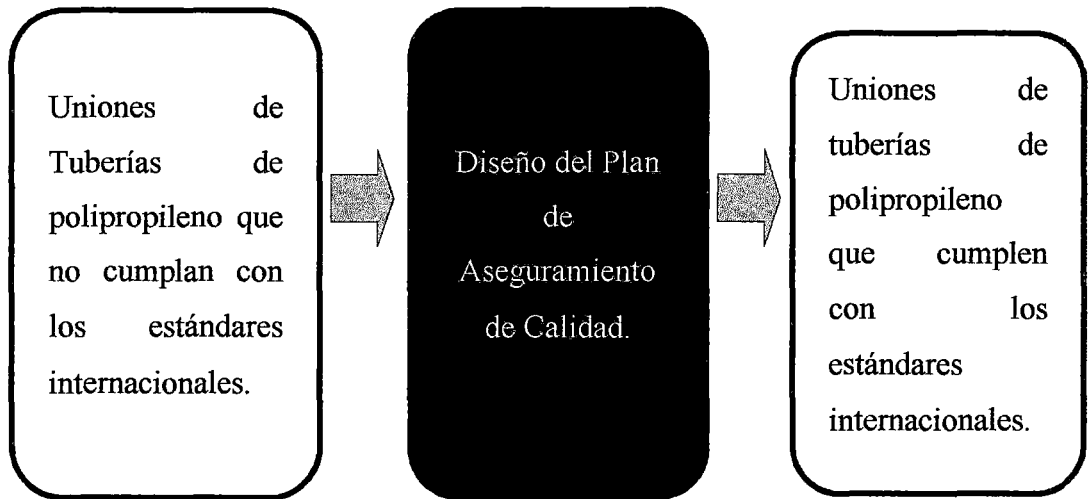 Uniones de
Tuberías de
polipropileno que
no cumplan con
los estándares
internacionales.
Diseño del Plan
de
Aseguramiento
de Calidad.
Uniones de
tuberías de
polipropileno
que cumplen
con los
estándares
internacionales.